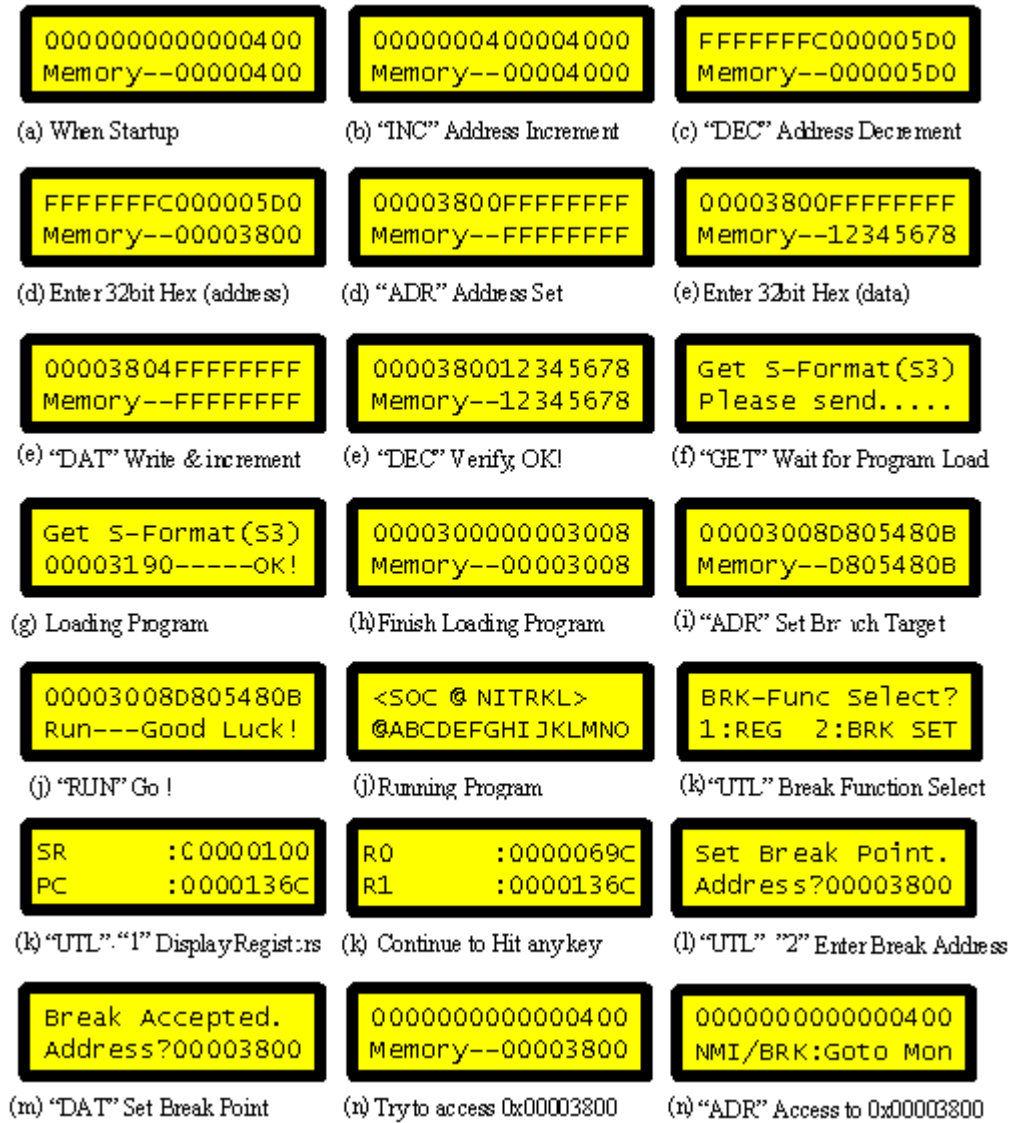 0000000000000400
Memory--00000400
(a) When Startup
0000000400004000
Memory--00004000
(b) “INC” Address Increment
FFFFFFFC000005D0
Memory--000005D0
(c) “DEC” Address Decrement
FFFFFFFC000005D0
Memory--00003800
(d) Enter 32bit Hex (address)
00003800FFFFFFFF
Memory--FFFFFFFF
(d) “ADR” Address Set
00003800FFFFFFFF
Memory--12345678
(e) Enter 32bit Hex (data)
00003804FFFFFFFF
Memory--FFFFFFFF
(e) “DAT” Write & increment
0000380012345678
Memory--12345678
(e) “DEC” Verify, OK!
Get S-Format(S3)
Please send.....
(f) “GET” Wait for Program Load
Get S-Format(S3)
00003190-----OK!
(g) Loading Program
0000300000003008
Memory--00003008
(h) Finish Loading Program
00003008D805480B
Memory--D805480B
(i) “ADR” Set Target
00003008D805480B
Run---Good Luck!
(j) “RUN” Go !
<SOC @ NITRKL>
@ABCDEFGHIJKLMNO
(j) Running Program
BRK-Func Select?
1:REG 2:BRK SET
(k) “UTL” Break Function Select
SR :C0000100
PC :0000136C
(k) “UTL”-“1” Display
R0 :0000069C
R1 :0000136C
(k) Continue to Hit any key
Set Break Point.
Address?00003800
(l) “UTL” ”2” Enter Break Address
Break Accepted.
Address?00003800
(m) “DAT” Set Break Point
0000000000000400
Memory--00003800
(n) Try to access 0x00003800
0000000000000400
NMI/BRK:Goto Mon
(n) “ADR” Access to 0x00003800